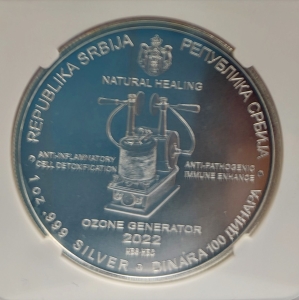 REPUBLIKA SRBIJA
РЕПУБЛИКА СРБИЈА
NATURAL HEALING
ANTI-INFLAMMATORY
CELL DETOXIFICATION
ANTI-PATHOGENIC
IMMUNE ENHANCE
OZONE GENERATOR
2022
1 oz .999 SILVER • DINARA 100 ДИНАРА